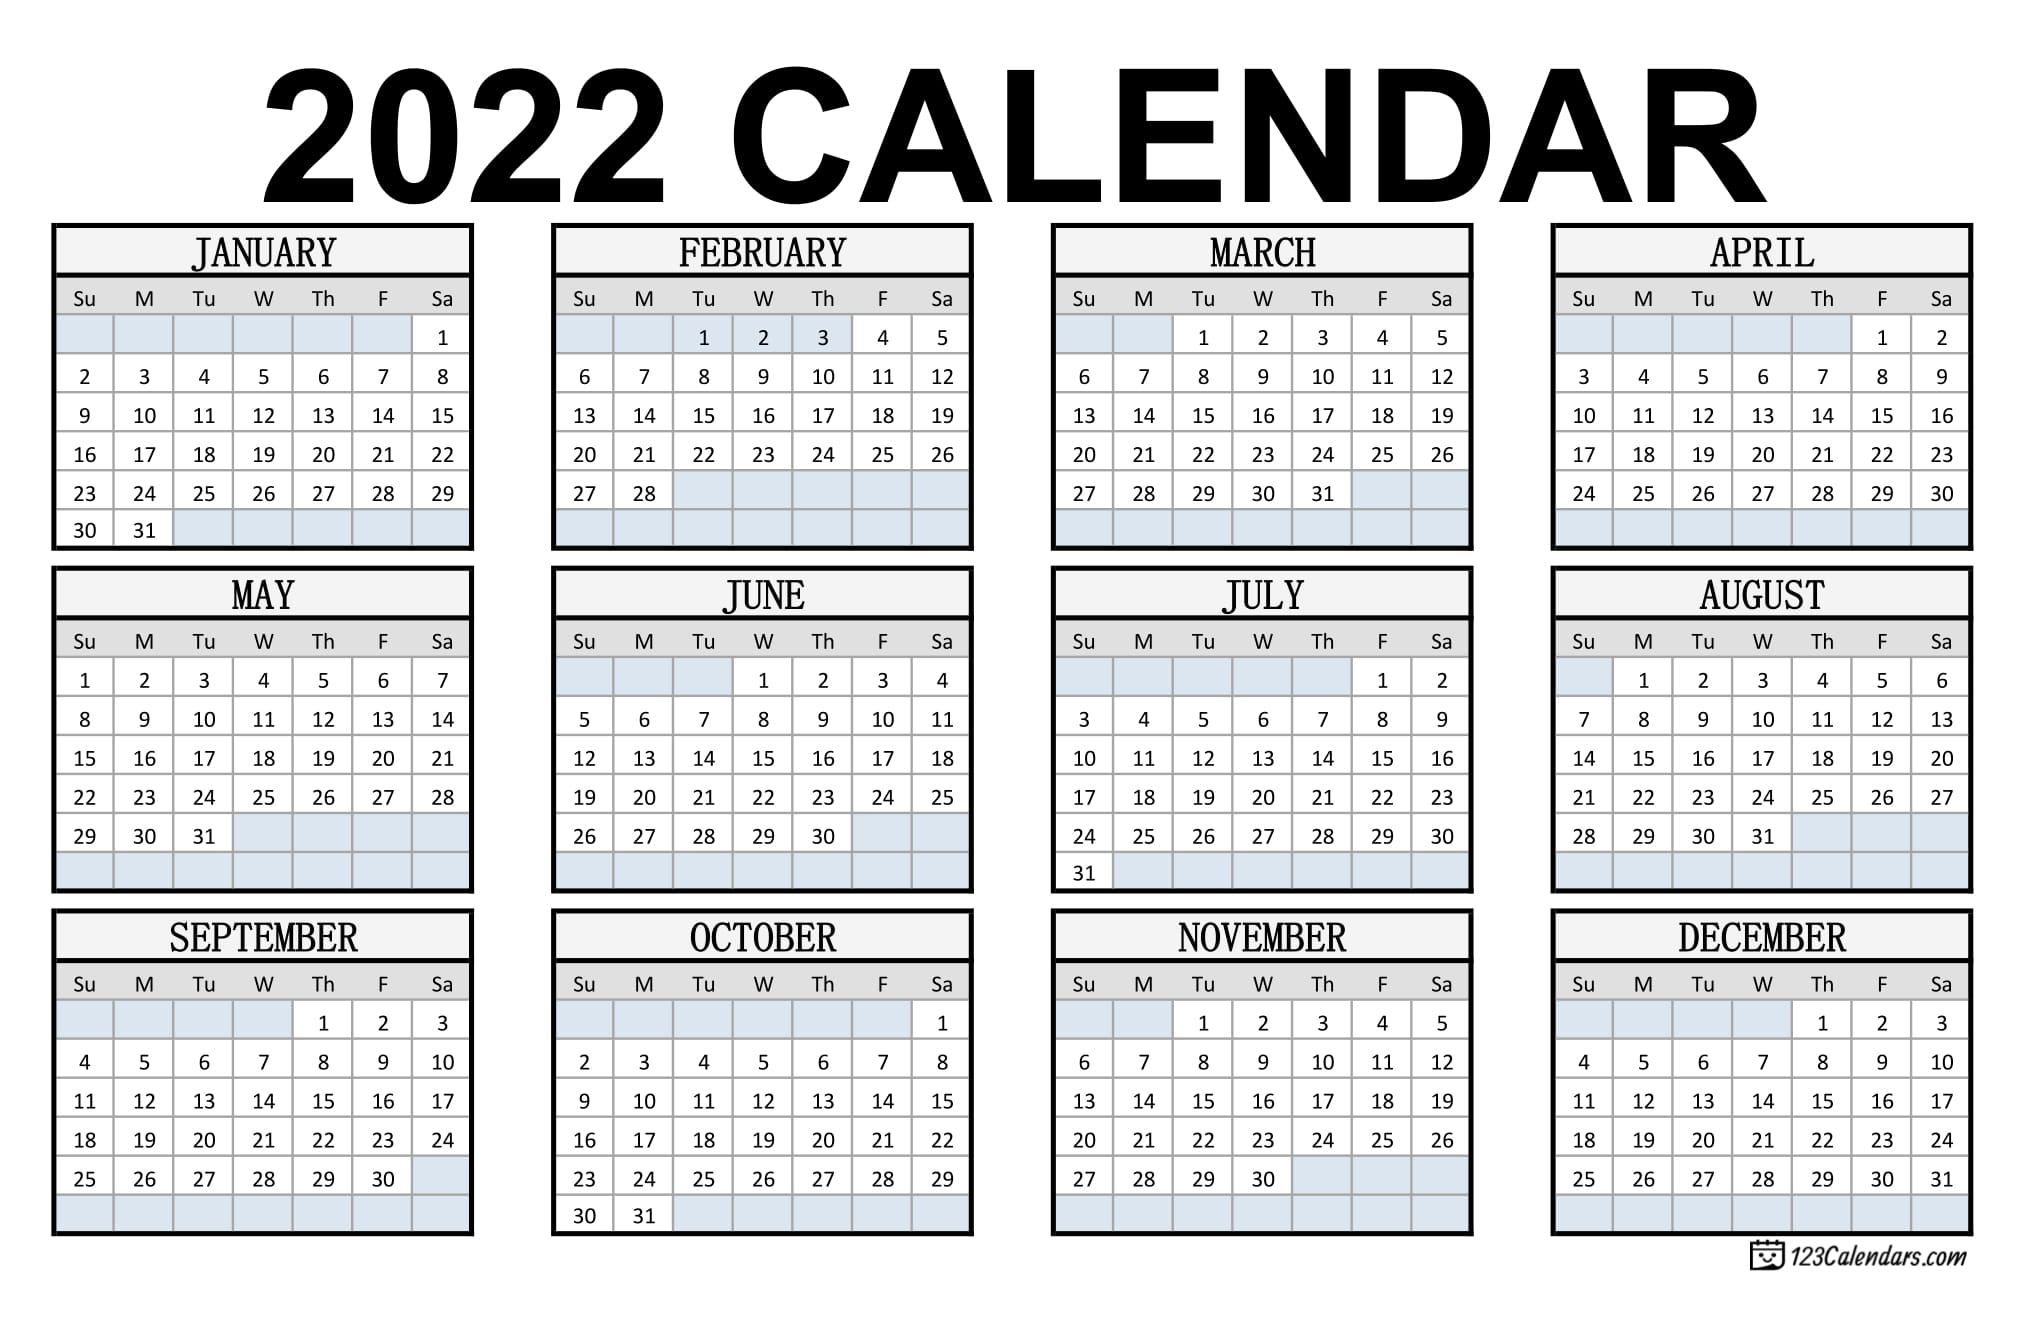 2022 CALENDAR
JANUARY
Su M Tu W Th F Sa
1
2 3 4 5 6 7 8
9 10 11 12 13 14 15
16 17 18 19 20 21 22
23 24 25 26 27 28 29
30 31
FEBRUARY
Su M Tu W Th F Sa
1 2 3 4 5
6 7 8 9 10 11 12
13 14 15 16 17 18 19
20 21 22 23 24 25 26
27 28
MARCH
Su M Tu W Th F Sa
1 2 3 4 5
6 7 8 9 10 11 12
13 14 15 16 17 18 19
20 21 22 23 24 25 26
27 28 29 30 31
APRIL
Su M Tu W Th F Sa
1 2
3 4 5 6 7 8 9
10 11 12 13 14 15 16
17 18 19 20 21 22 23
24 25 26 27 28 29 30
MAY
Su M Tu W Th F Sa
1 2 3 4 5 6 7
8 9 10 11 12 13 14
15 16 17 18 19 20 21
22 23 24 25 26 27 28
29 30 31
JUNE
Su M Tu W Th F Sa
1 2 3 4
5 6 7 8 9 10 11
12 13 14 15 16 17 18
19 20 21 22 23 24 25
26 27 28 29 30
JULY
Su M Tu W Th F Sa
1 2
3 4 5 6 7 8 9
10 11 12 13 14 15 16
17 18 19 20 21 22 23
24 25 26 27 28 29 30
31
AUGUST
Su M Tu W Th F Sa
1 2 3 4 5 6
7 8 9 10 11 12 13
14 15 16 17 18 19 20
21 22 23 24 25 26 27
28 29 30 31
SEPTEMBER
Su M Tu W Th F Sa
1 2 3
4 5 6 7 8 9 10
11 12 13 14 15 16 17
18 19 20 21 22 23 24
25 26 27 28 29 30
OCTOBER
Su M Tu W Th F Sa
1
2 3 4 5 6 7 8
9 10 11 12 13 14 15
16 17 18 19 20 21 22
23 24 25 26 27 28 29
30 31
NOVEMBER
Su M Tu W Th F Sa
1 2 3 4 5
6 7 8 9 10 11 12
13 14 15 16 17 18 19
20 21 22 23 24 25 26
27 28 29 30
DECEMBER
Su M Tu W Th F Sa
1 2 3
4 5 6 7 8 9 10
11 12 13 14 15 16 17
18 19 20 21 22 23 24
25 26 27 28 29 30 31
123Calendars.com